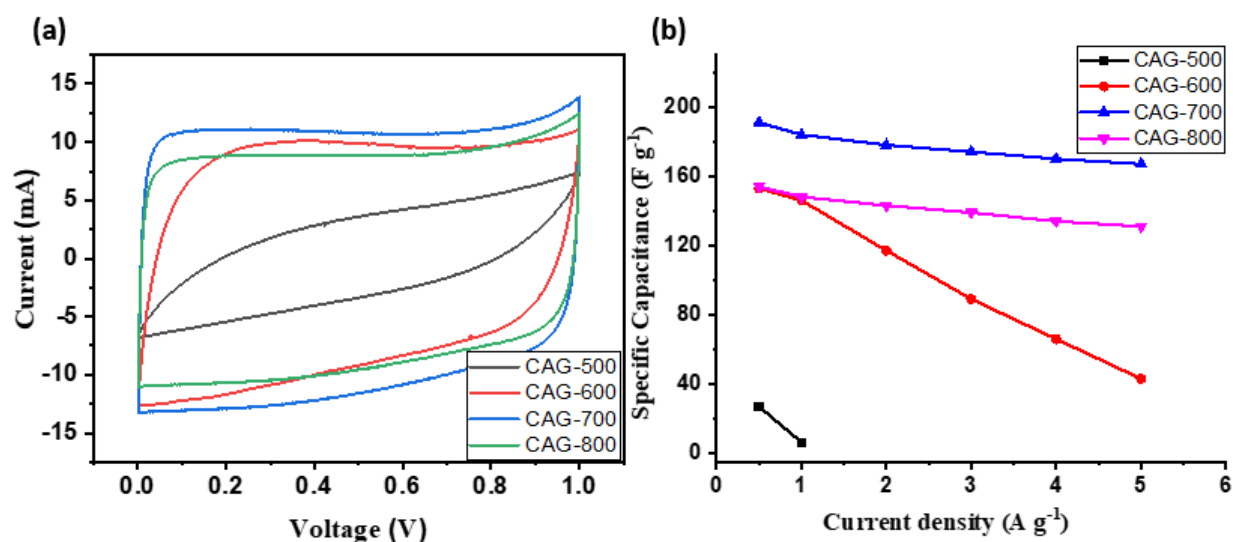 (a)
15
10
5
0
-5
-10
-15
Current (mA)
0.0 0.2 0.4 0.6 0.8 1.0
Voltage (V)
CAG-500
CAG-600
CAG-700
CAG-800
(b)
200
160
120
80
40
0
Specific Capacitance (F g⁻¹)
0 1 2 3 4 5 6
Current density (A g⁻¹)
CAG-500
CAG-600
CAG-700
CAG-800